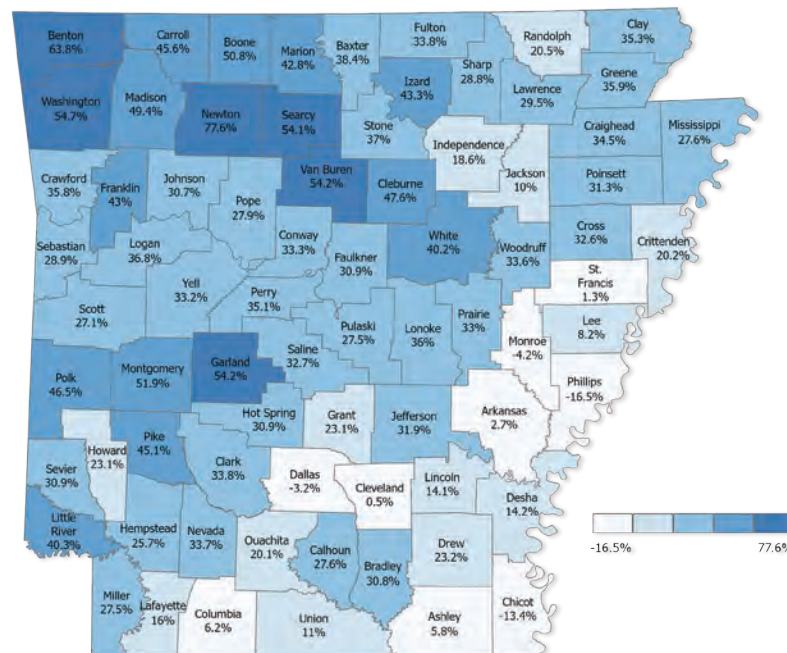 Benton
63.8%
Carroll
45.6%
Boone
50.8%
Marion
42.8%
Baxter
38.4%
Fulton
33.8%
Randolph
20.5%
Clay
35.3%
Washington
54.7%
Madison
49.4%
Newton
77.6%
Searcy
54.1%
Stone
37%
Izard
43.3%
Sharp
28.8%
Lawrence
29.5%
Greene
35.9%
Independence
18.6%
Jackson
10%
Craighead
34.5%
Mississippi
27.6%
Crawford
35.8%
Franklin
43%
Johnson
30.7%
Pope
27.9%
Van Buren
54.2%
Cleburne
47.6%
Poinsett
31.3%
Sebastian
28.9%
Logan
36.8%
Conway
33.3%
Faulkner
30.9%
White
40.2%
Woodruff
33.6%
Cross
32.6%
Crittenden
20.2%
St.
Francis
1.3%
Scott
27.1%
Yell
33.2%
Perry
35.1%
Pulaski
27.5%
Lonoke
36%
Prairie
33%
Monroe
-4.2%
Lee
8.2%
Phillips
-16.5%
Polk
46.5%
Montgomery
51.9%
Garland
54.2%
Saline
32.7%
Hot Spring
30.9%
Grant
23.1%
Jefferson
31.9%
Arkansas
2.7%
Sevier
30.9%
Howard
23.1%
Pike
45.1%
Clark
33.8%
Dallas
-3.2%
Cleveland
0.5%
Lincoln
14.1%
Desha
14.2%
Little
River
40.3%
Hempstead
25.7%
Nevada
33.7%
Ouachita
20.1%
Calhoun
27.6%
Bradley
30.8%
Drew
23.2%
Miller
27.5%
Lafayette
16%
Columbia
6.2%
Union
11%
Ashley
5.8%
Chicot
-13.4%
-16.5%
77.6%